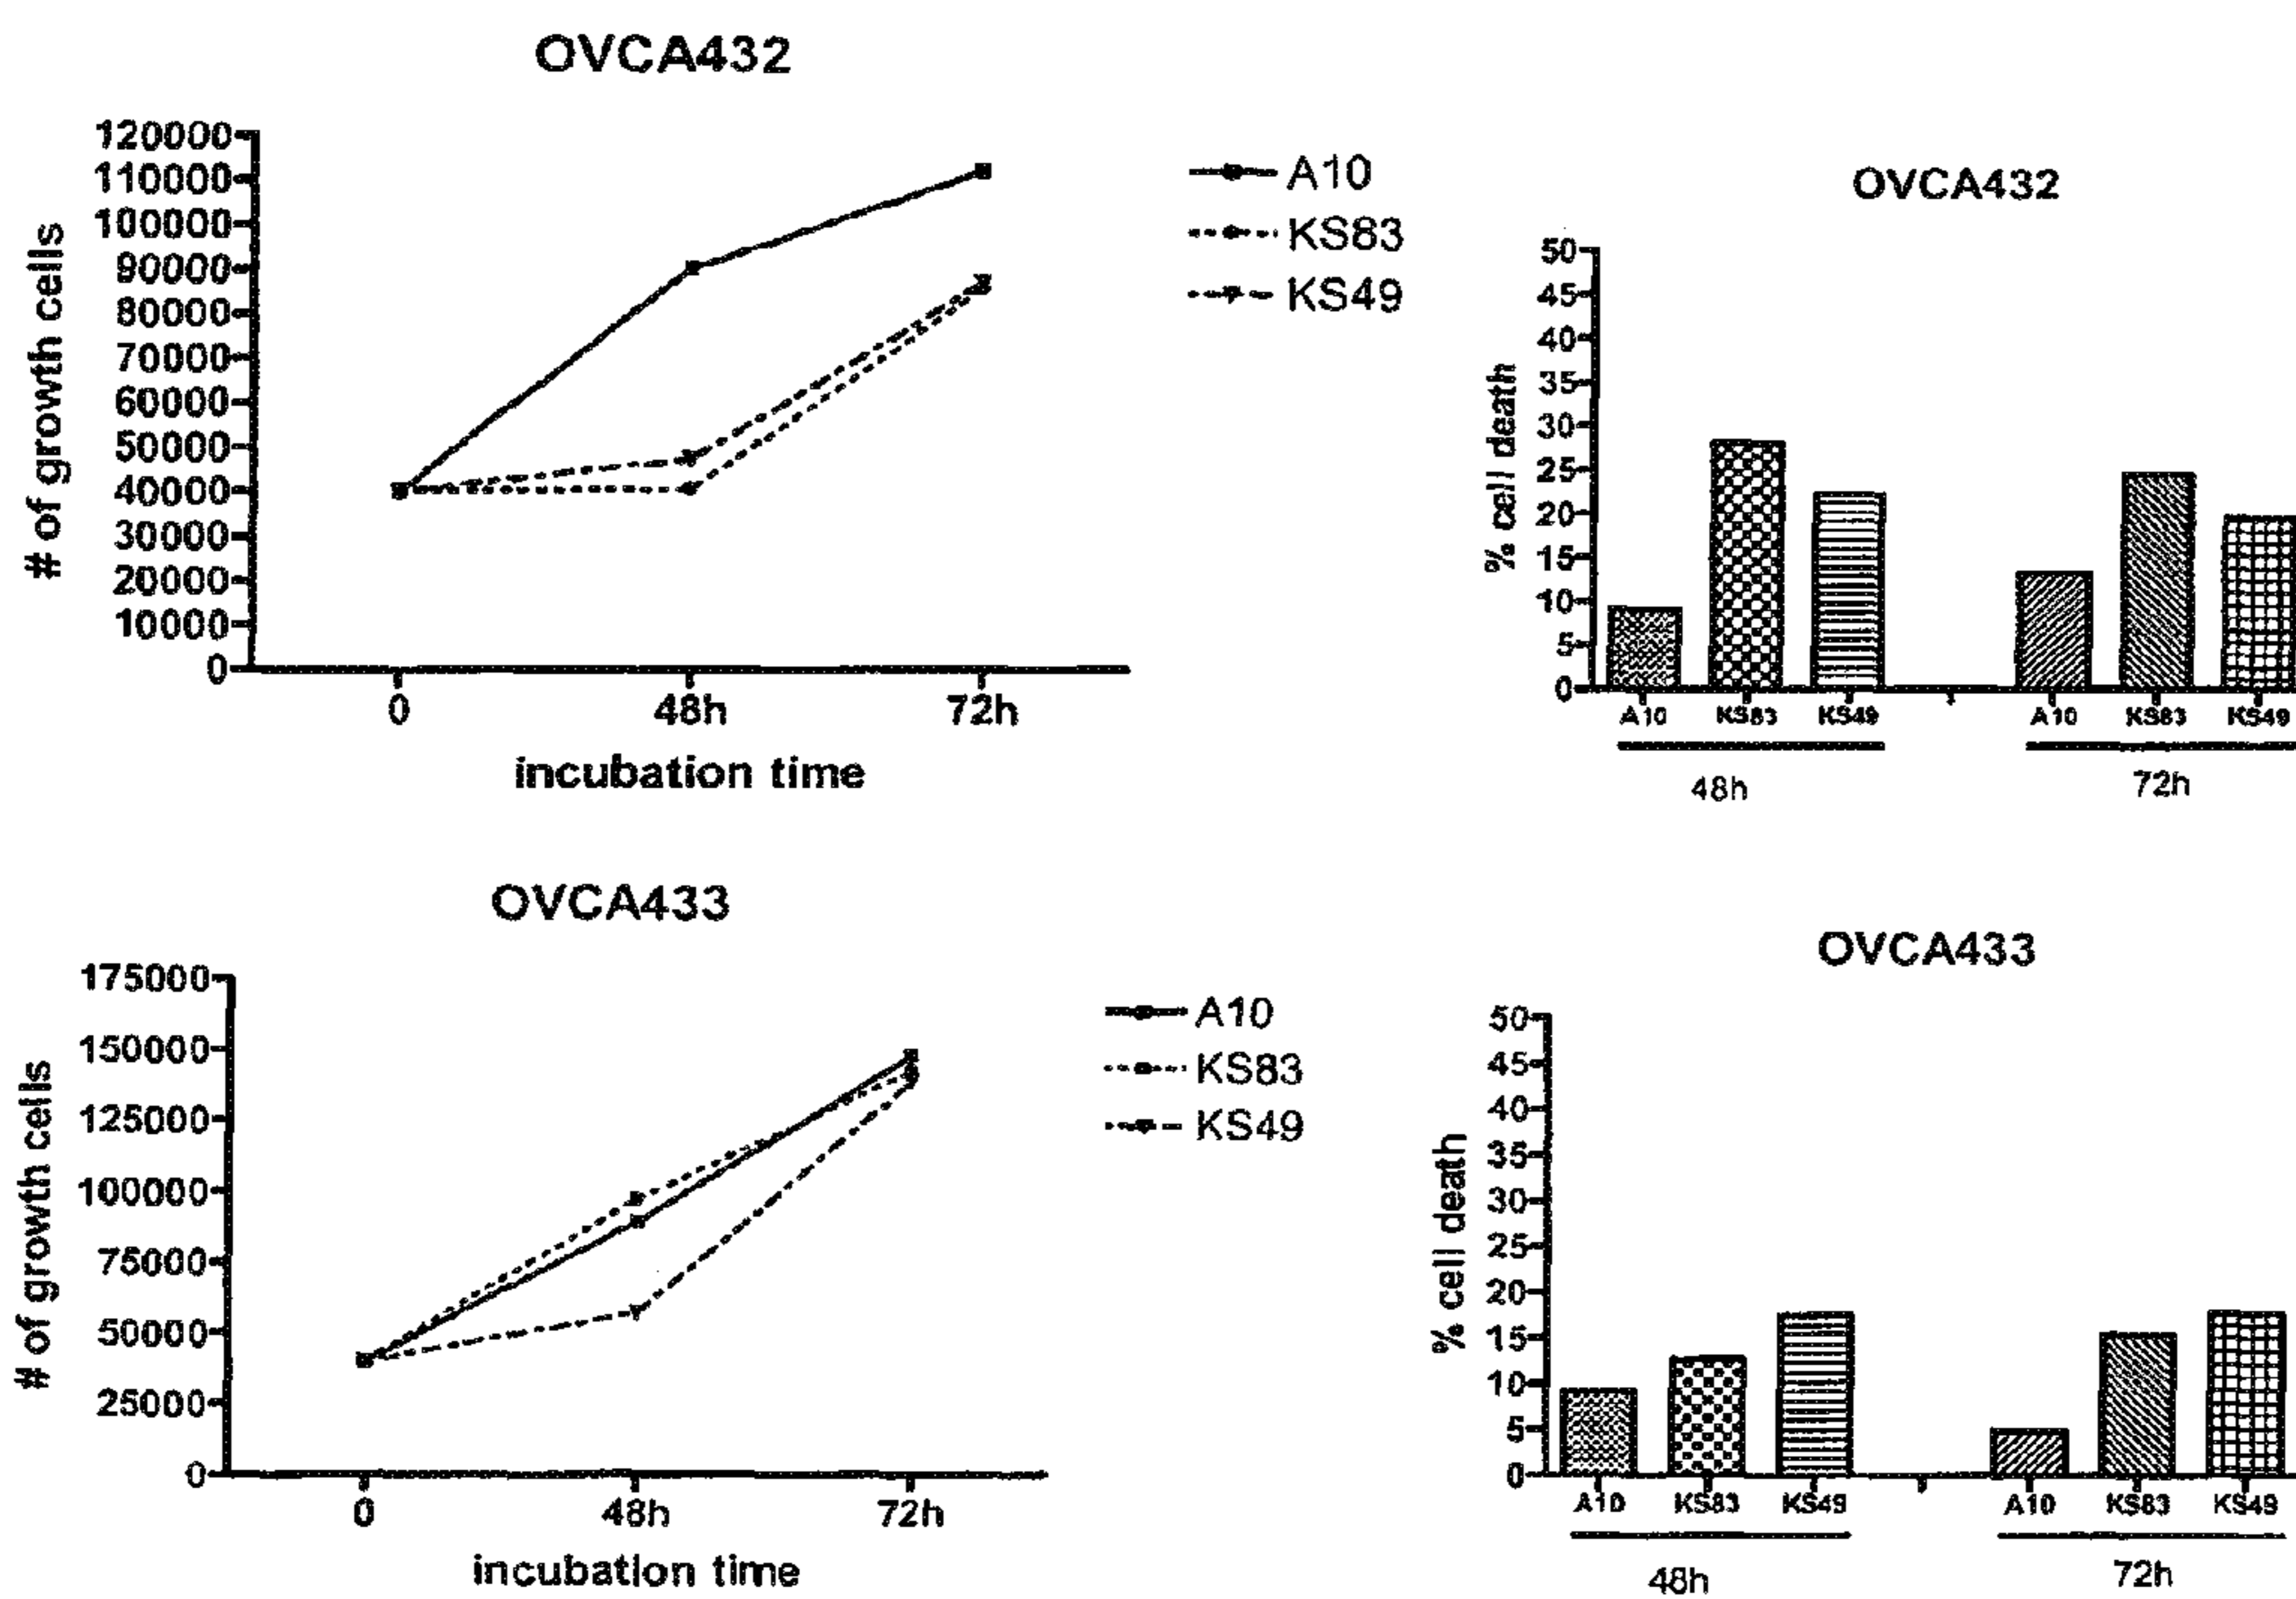 OVCA432
120000
110000
100000
90000
80000
70000
60000
50000
40000
30000
20000
10000
0
# of growth cells
0 48h 72h
incubation time
A10
KS83
KS49
OVCA432
50
45
40
35
30
25
20
15
10
5
0
% cell death
A10 KS83 KS49 A10 KS83 KS49
48h 72h
OVCA433
175000
150000
125000
100000
75000
50000
25000
0
# of growth cells
0 48h 72h
incubation time
A10
KS83
KS49
OVCA433
50
45
40
35
30
25
20
15
10
5
0
% cell death
A10 KS83 KS49 A10 KS83 KS49
48h 72h